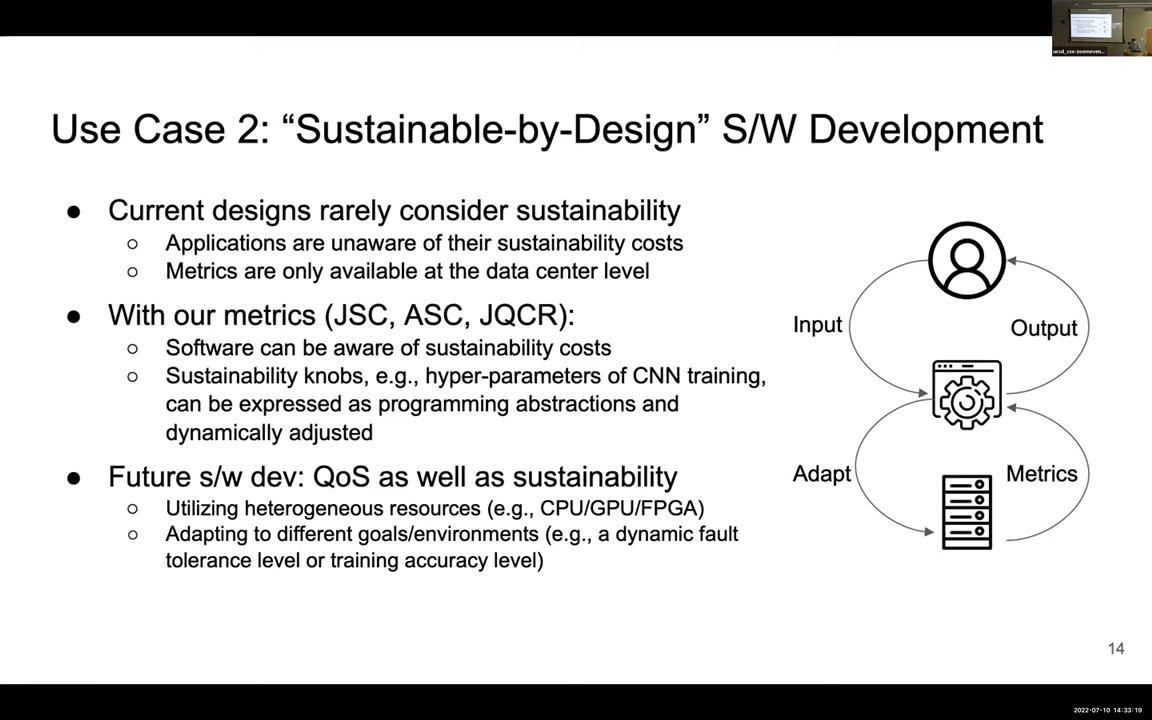 ucsd_cse-zoomeven...
Use Case 2: “Sustainable-by-Design” S/W Development
● Current designs rarely consider sustainability
○ Applications are unaware of their sustainability costs
○ Metrics are only available at the data center level
● With our metrics (JSC, ASC, JQCR):
○ Software can be aware of sustainability costs
○ Sustainability knobs, e.g., hyper-parameters of CNN training,
can be expressed as programming abstractions and
dynamically adjusted
● Future s/w dev: QoS as well as sustainability
○ Utilizing heterogeneous resources (e.g., CPU/GPU/FPGA)
○ Adapting to different goals/environments (e.g., a dynamic fault
tolerance level or training accuracy level)
Input
Output
Adapt
Metrics
14
2022-07-10 14:33:19